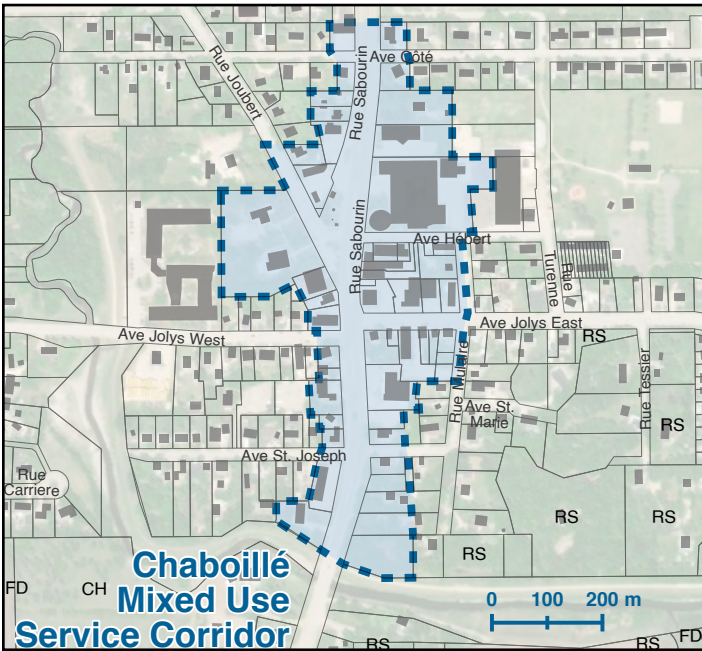 Ave Côté
Rue Joubert
Rue Sabourin
Rue Sabourin
Ave Hébert
Rue
Turenne
Ave Jolys West
Ave Jolys East
RS
Rue Mulaire
Rue Tessier
Ave St.
Marie
RS
Ave St. Joseph
Rue
Carriere
RS
RS
RS
FD
CH
Chaboillé
Mixed Use
Service Corridor
0 100 200 m
RS
RS
FD